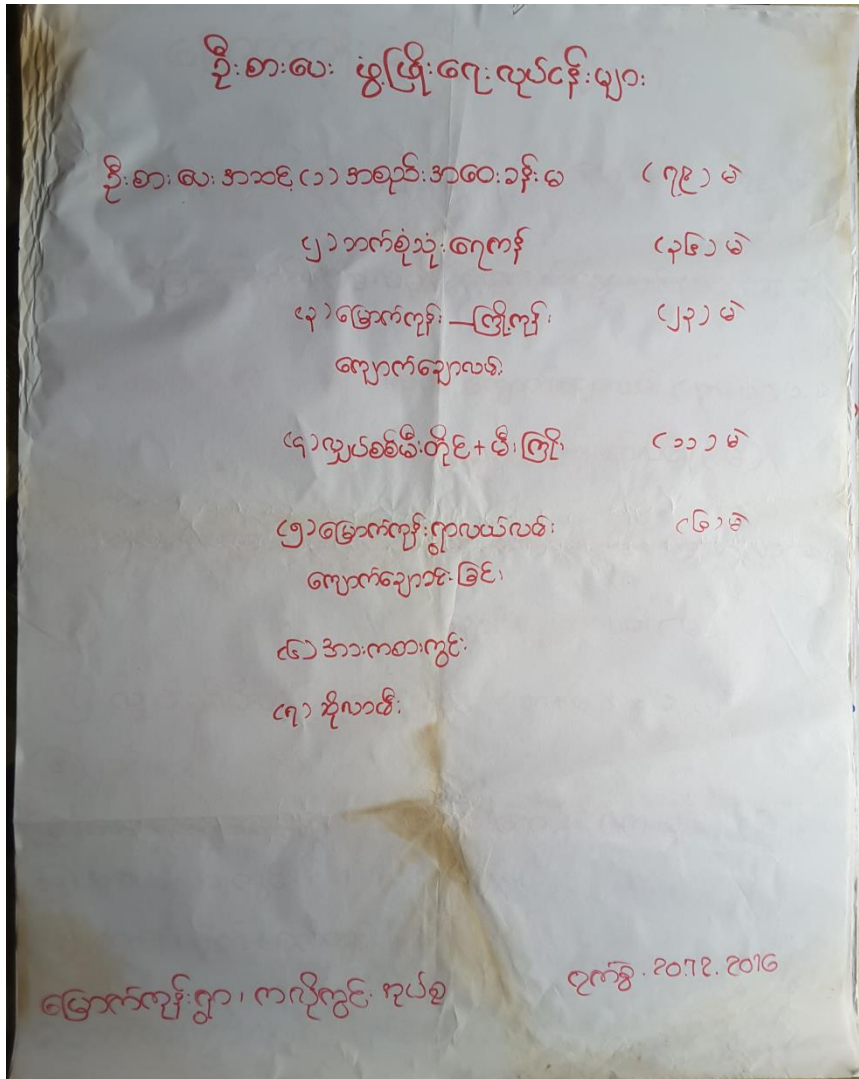 ဦးစားပေး ဖွံ့ဖြိုးရေးလုပ်ငန်းများ
ဦးစားပေးအဆင့် (၁) အစည်းအဝေးခန်းမ (၇၉) မဲ
(၂) ဘက်စုံသုံးရေကန် (၃၆) မဲ
(၃) မြောက်ကုန်း — ကြို့ကုန်း (၂၃) မဲ
ကျောက်ချောလမ်း
(၄) လျှပ်စစ်မီးတိုင် + မီးကြိုး (၁၁) မဲ
(၅) မြောက်ကုန်းရွာလယ်လမ်း (၆) မဲ
ကျောက်ချောခင်းခြင်း
(၆) အားကစားကွင်း
(၇) ဆိုလာမီး
မြောက်ကုန်းရွာ၊ ကလိုကွင်းအုပ်စု
ရက်စွဲ . 20.12.2016